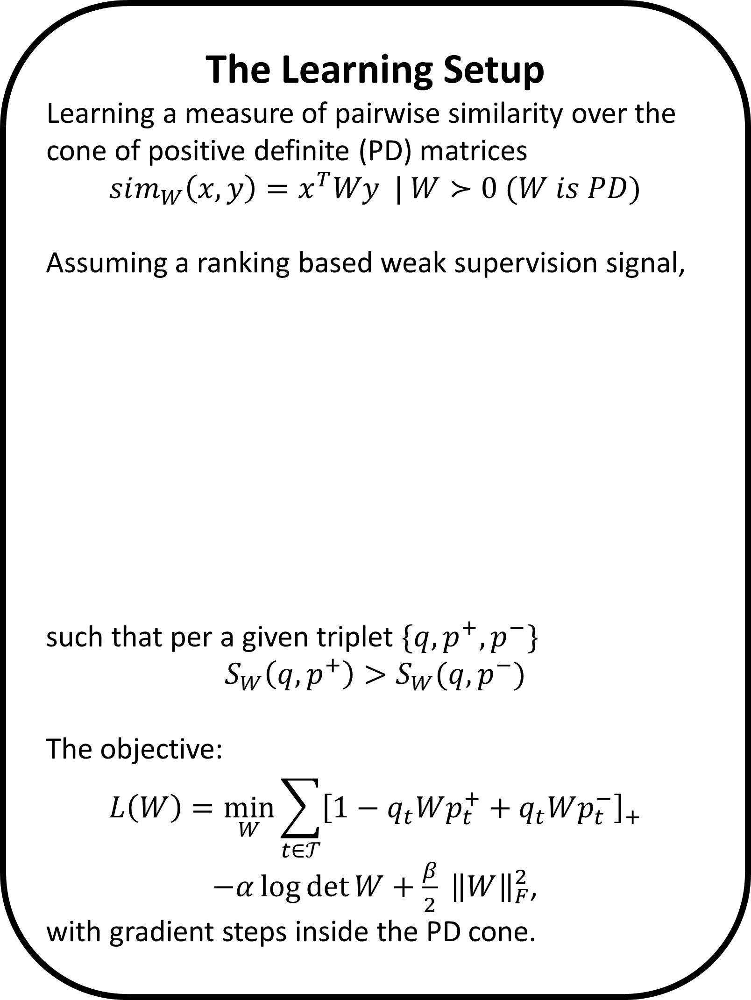 The Learning Setup
Learning a measure of pairwise similarity over the
cone of positive definite (PD) matrices
$sim_W(x, y) = x^T W y \mid W \succ 0 \ (W \ is \ PD)$
Assuming a ranking based weak supervision signal,
such that per a given triplet $\{q, p^+, p^-\}$
$S_W(q, p^+) > S_W(q, p^-)$
The objective:
$L(W) = \min_W \sum_{t \in \mathcal{T}} [1 - q_t W p_t^+ + q_t W p_t^-]_+$
$-\alpha \log \det W + \frac{\beta}{2} \|W\|_F^2,$
with gradient steps inside the PD cone.